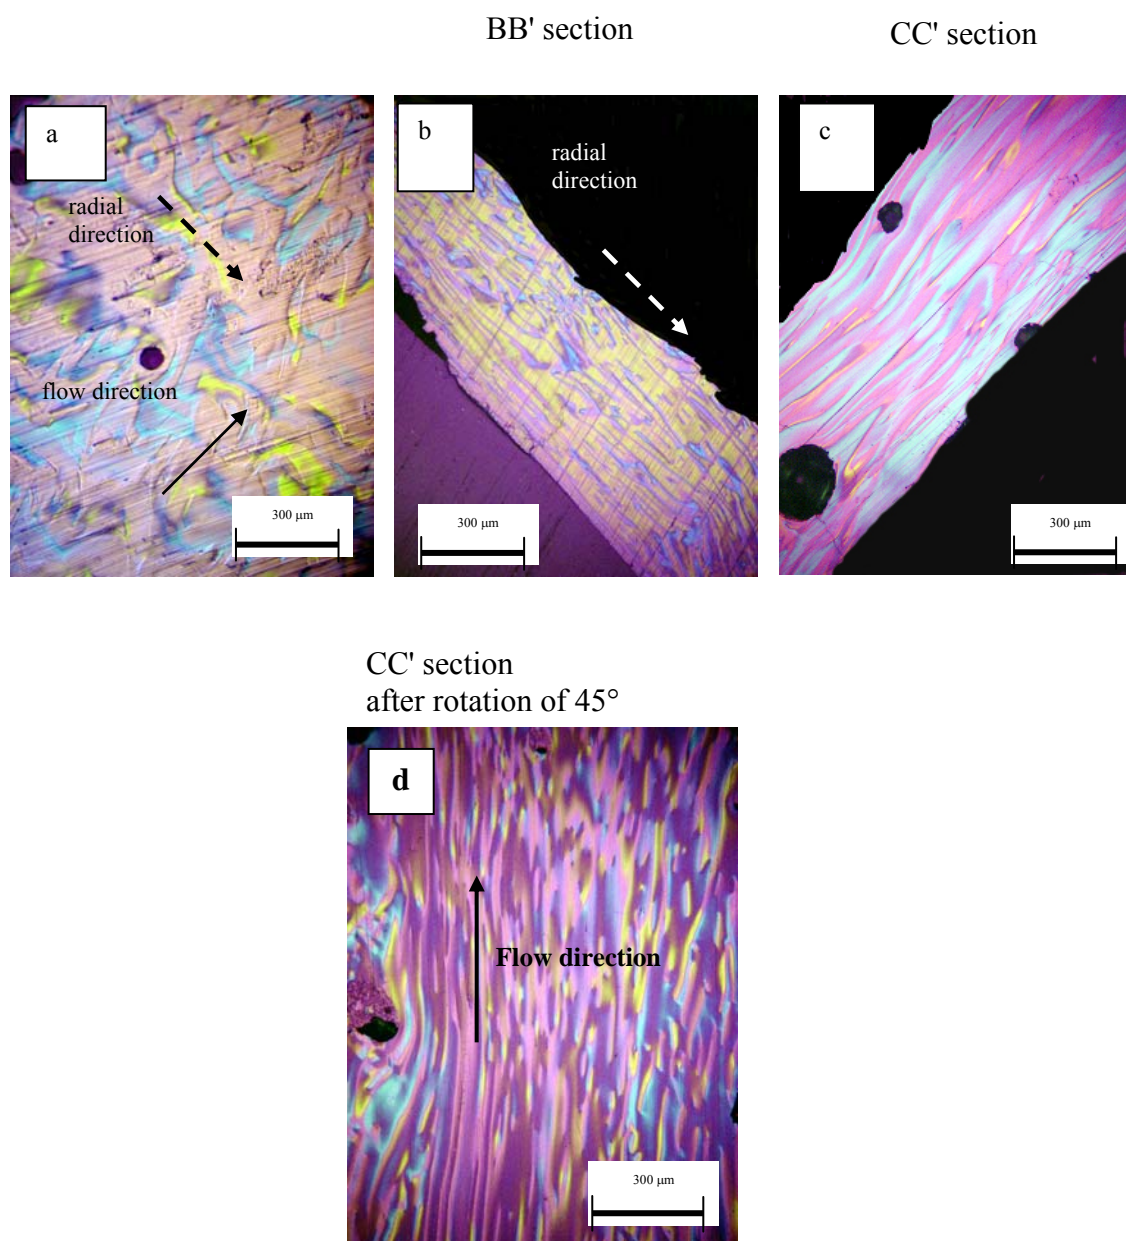 BB' section
CC' section
a
radial
direction
flow direction
300 μm
b
radial
direction
300 μm
c
300 μm
CC' section
after rotation of 45°
d
Flow direction
300 μm